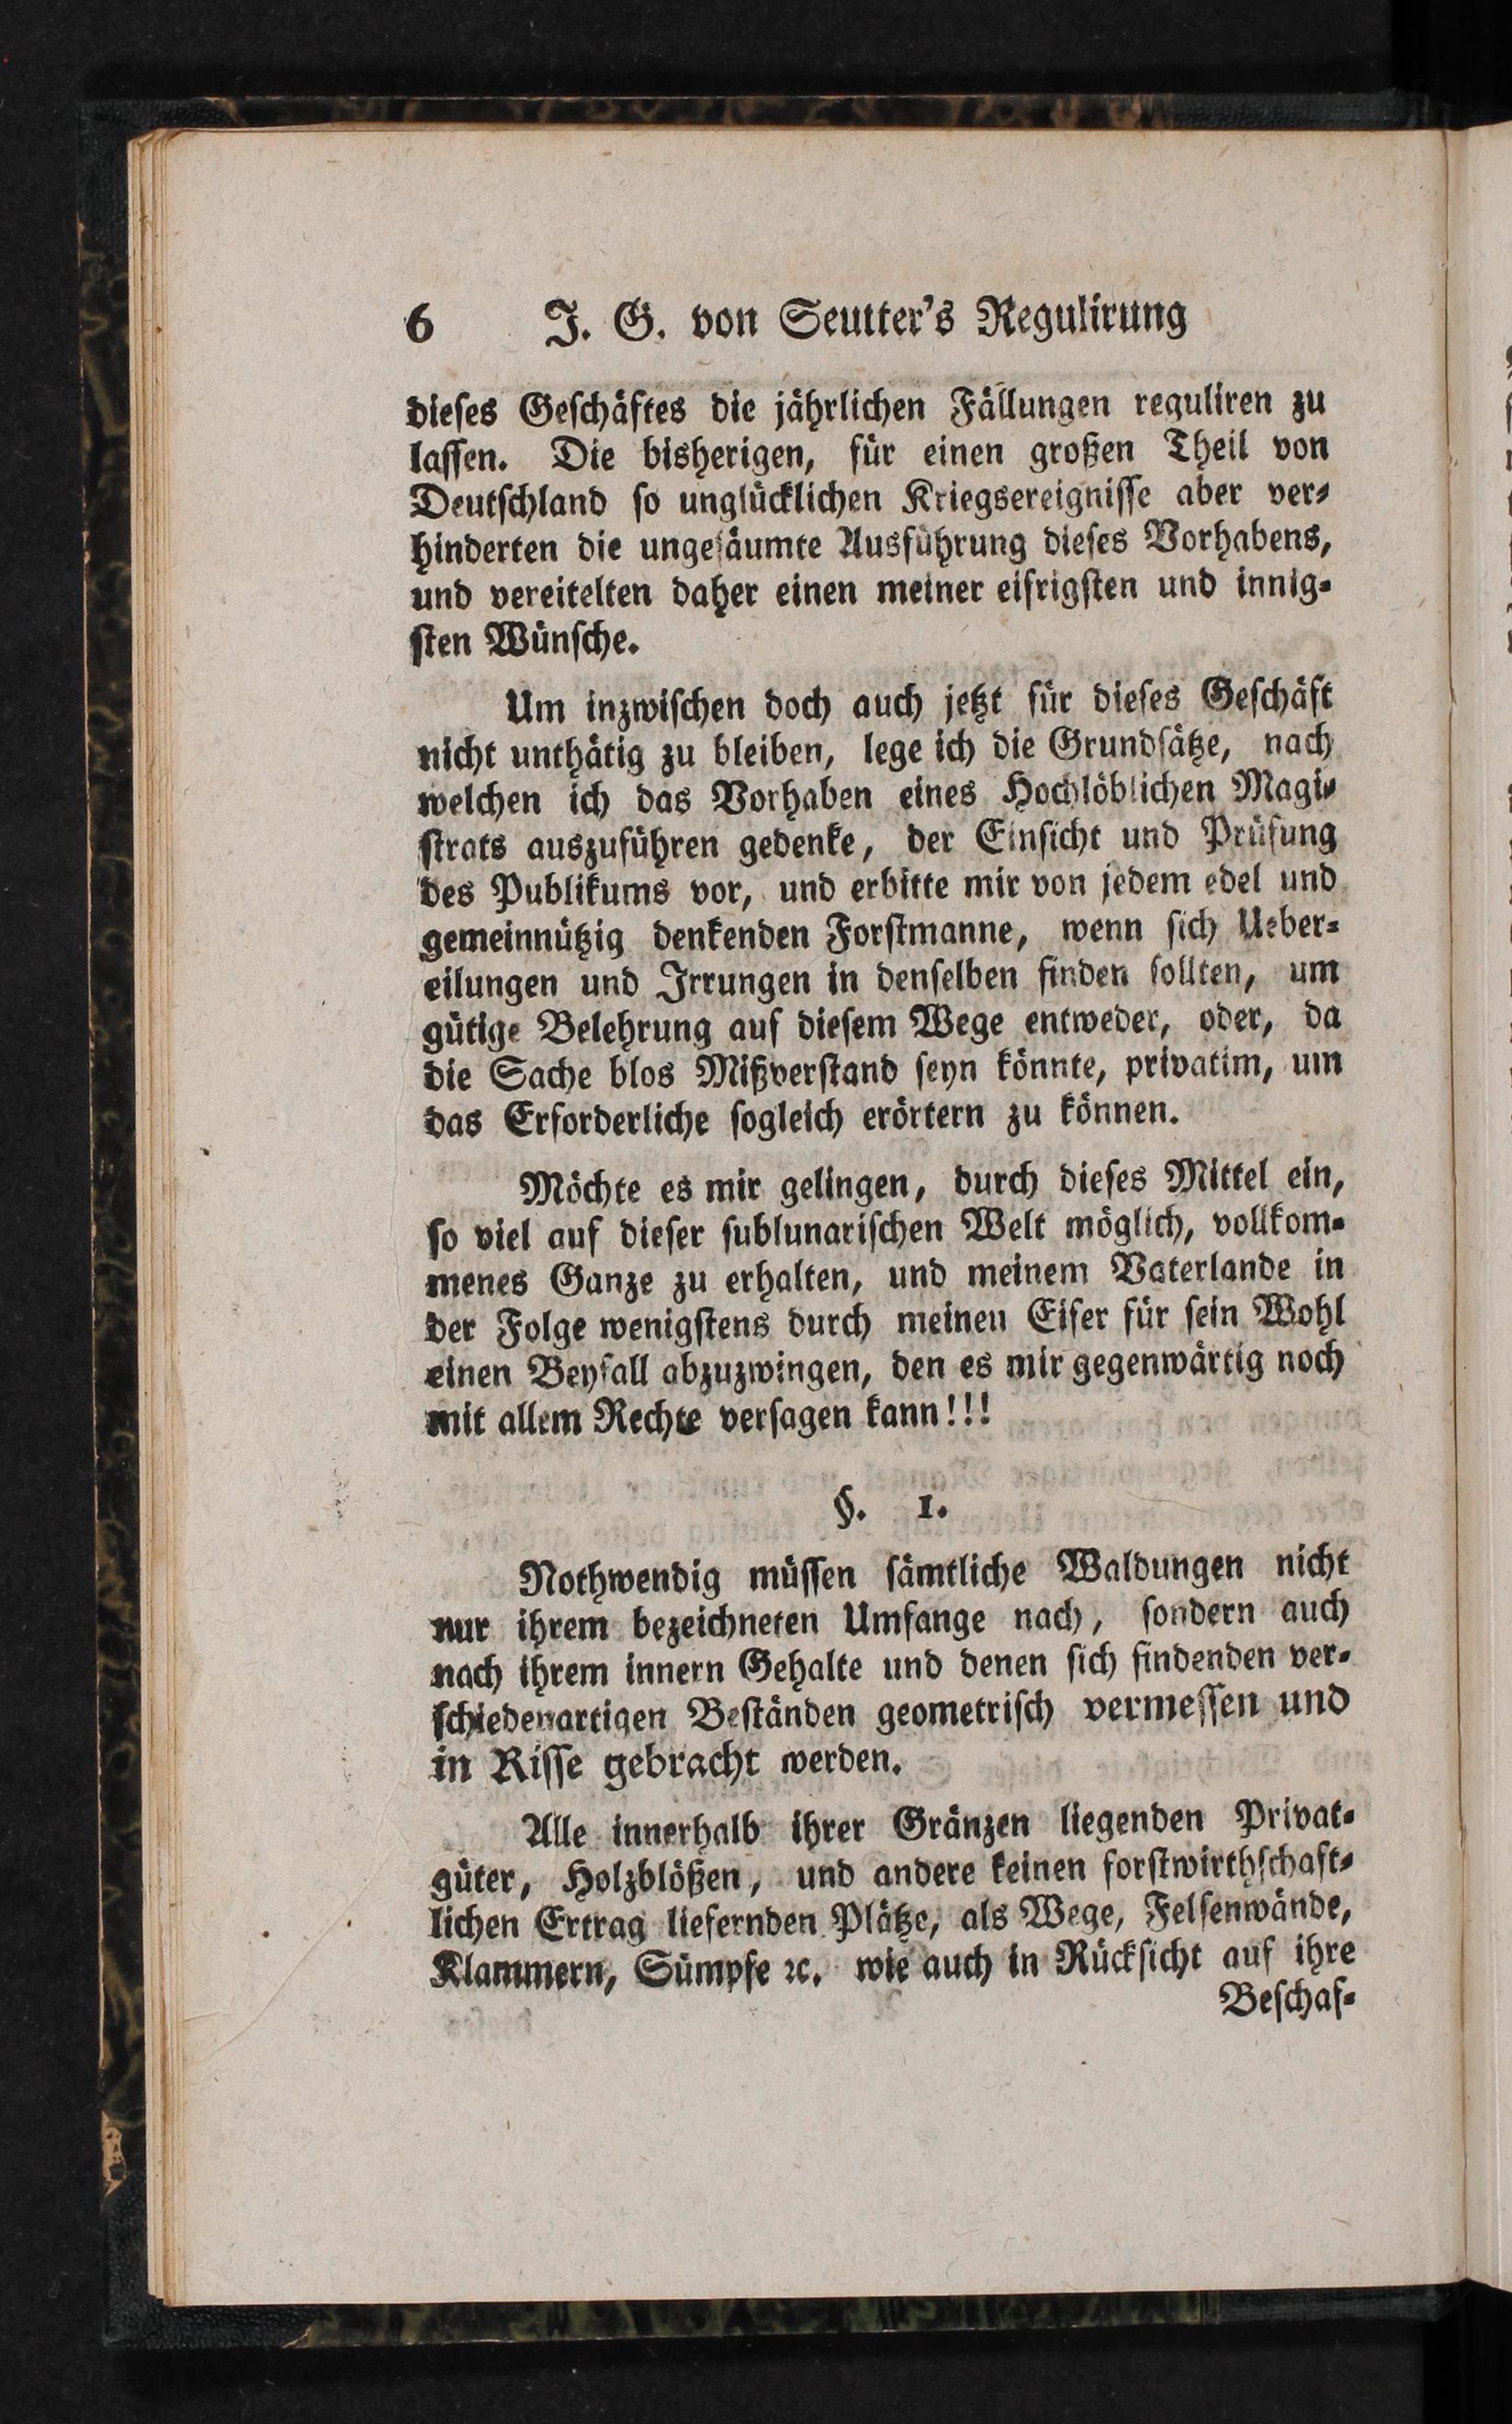 6 J. G. von Seutter's Regulirung
dieſes Geſchäftes die jährlichen Fällungen reguliren zu
laſſen. Die bisherigen, für einen großen Theil von
Deutſchland ſo unglücklichen Kriegsereigniſſe aber ver-
hinderten die ungeſäumte Ausführung dieſes Vorhabens,
und vereitelten daher einen meiner eifrigſten und innig-
ſten Wünſche.
Um inzwiſchen doch auch jetzt für dieſes Geſchäft
nicht unthätig zu bleiben, lege ich die Grundſätze, nach
welchen ich das Vorhaben eines Hochlöblichen Magi-
ſtrats auszuführen gedenke, der Einſicht und Prüfung
des Publikums vor, und erbitte mir von jedem edel und
gemeinnützig denkenden Forſtmanne, wenn ſich Ueber-
eilungen und Irrungen in denſelben finden ſollten, um
gütige Belehrung auf dieſem Wege entweder, oder, da
die Sache blos Mißverſtand ſeyn könnte, privatim, um
das Erforderliche ſogleich erörtern zu können.
Möchte es mir gelingen, durch dieſes Mittel ein,
ſo viel auf dieſer ſublunariſchen Welt möglich, vollkom-
menes Ganze zu erhalten, und meinem Vaterlande in
der Folge wenigſtens durch meinen Eifer für ſein Wohl
einen Beyfall abzuzwingen, den es mir gegenwärtig noch
mit allem Rechte verſagen kann!!!
§. 1.
Nothwendig müſſen ſämtliche Waldungen nicht
nur ihrem bezeichneten Umfange nach, ſondern auch
nach ihrem innern Gehalte und denen ſich findenden ver-
ſchiedenartigen Beſtänden geometriſch vermeſſen und
in Riſſe gebracht werden.
Alle innerhalb ihrer Gränzen liegenden Privat-
güter, Holzblößen, und andere keinen forſtwirthſchaft-
lichen Ertrag liefernden Plätze, als Wege, Felſenwände,
Klammern, Sümpfe ꝛc. wie auch in Rückſicht auf ihre
Beſchaf-